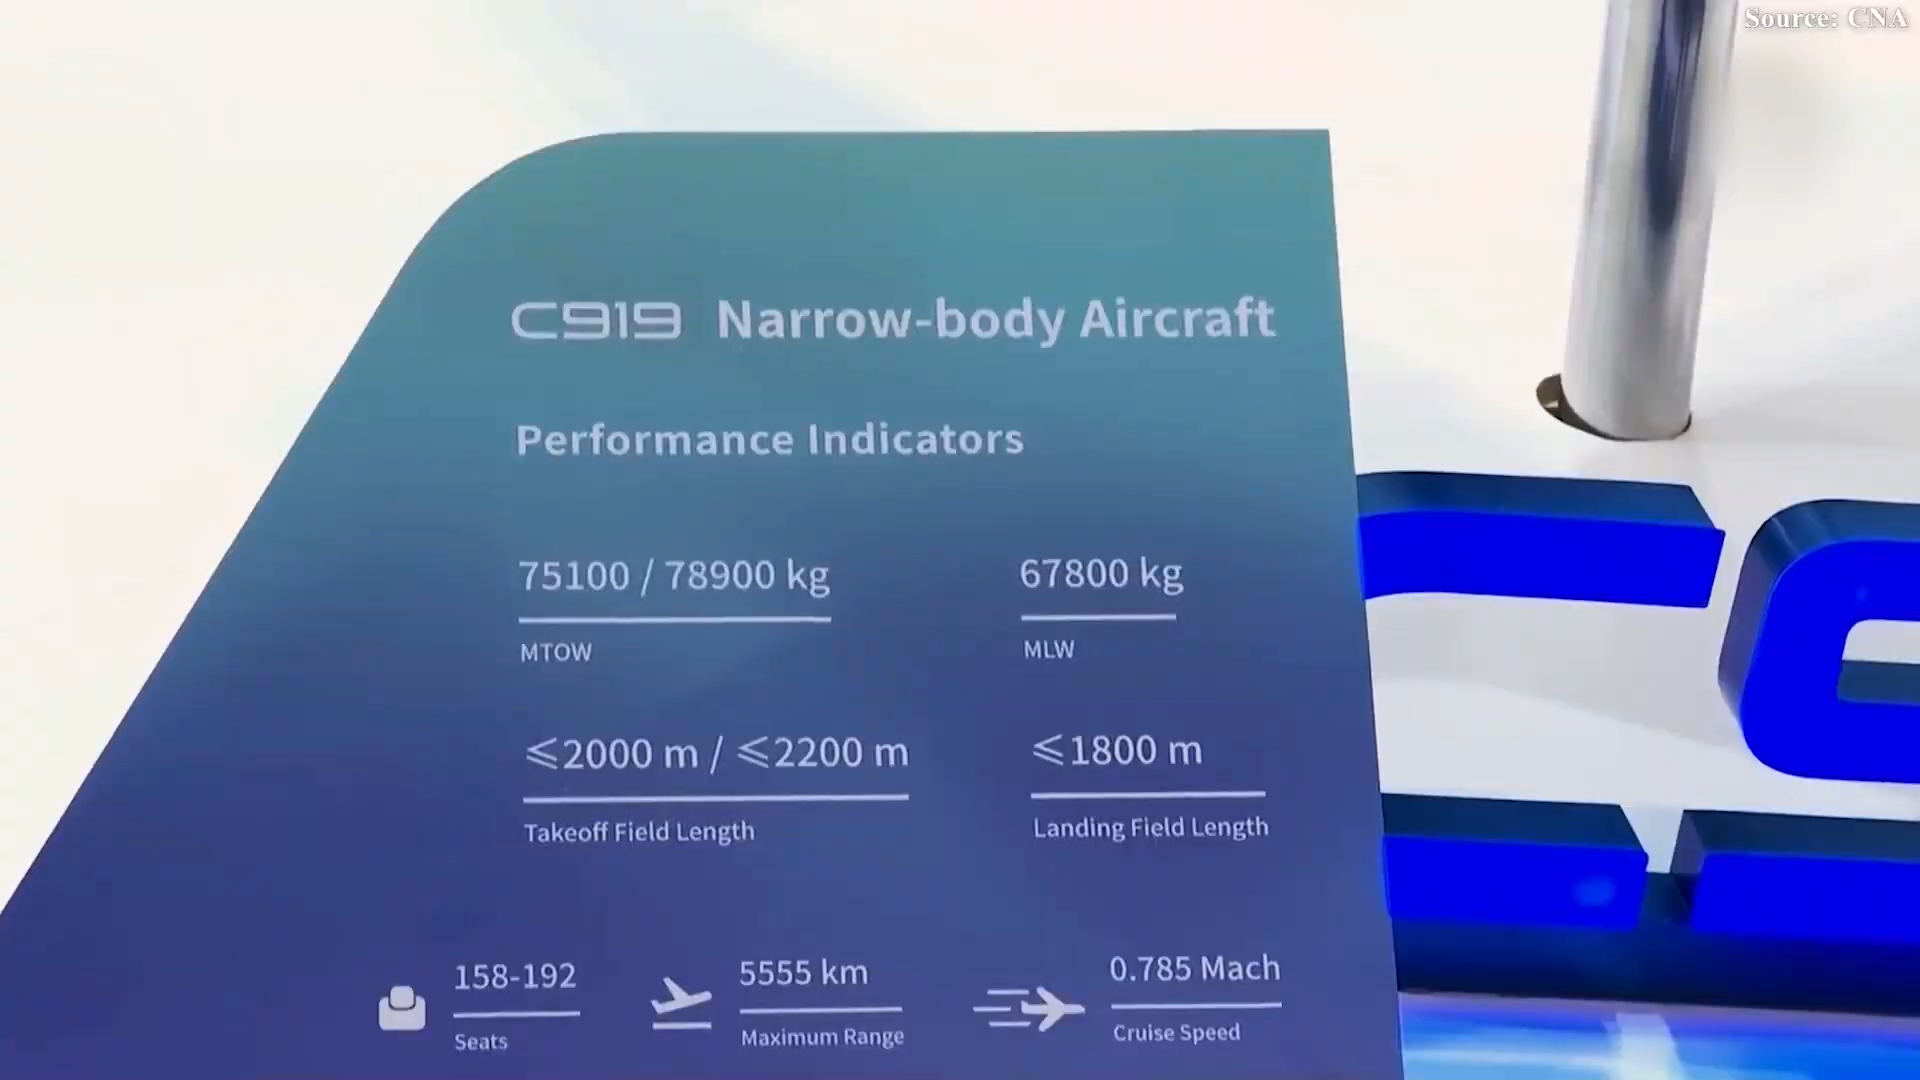 Source: CNA
C919 Narrow-body Aircraft
Performance Indicators
75100 / 78900 kg
MTOW
67800 kg
MLW
⩽2000 m / ⩽2200 m
Takeoff Field Length
⩽1800 m
Landing Field Length
158-192
Seats
5555 km
Maximum Range
0.785 Mach
Cruise Speed